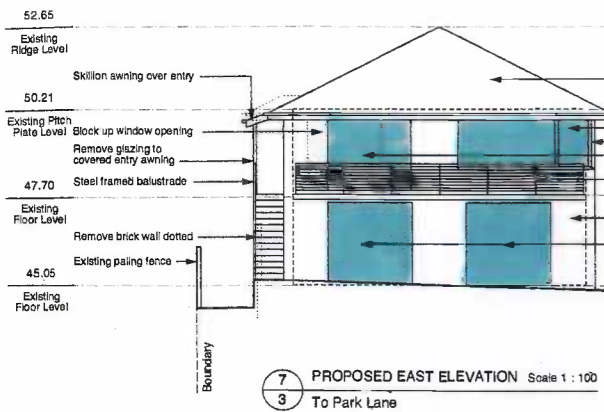 52.65
Existing
Ridge Level
Skillion awning over entry
50.21
Existing Pitch
Plate Level
Block up window opening
Remove glazing to
covered entry awning
47.70
Steel framed balustrade
Existing
Floor Level
Remove brick wall dotted
Existing paling fence
45.05
Existing
Floor Level
Boundary
7
3
PROPOSED EAST ELEVATION Scale 1 : 100
To Park Lane